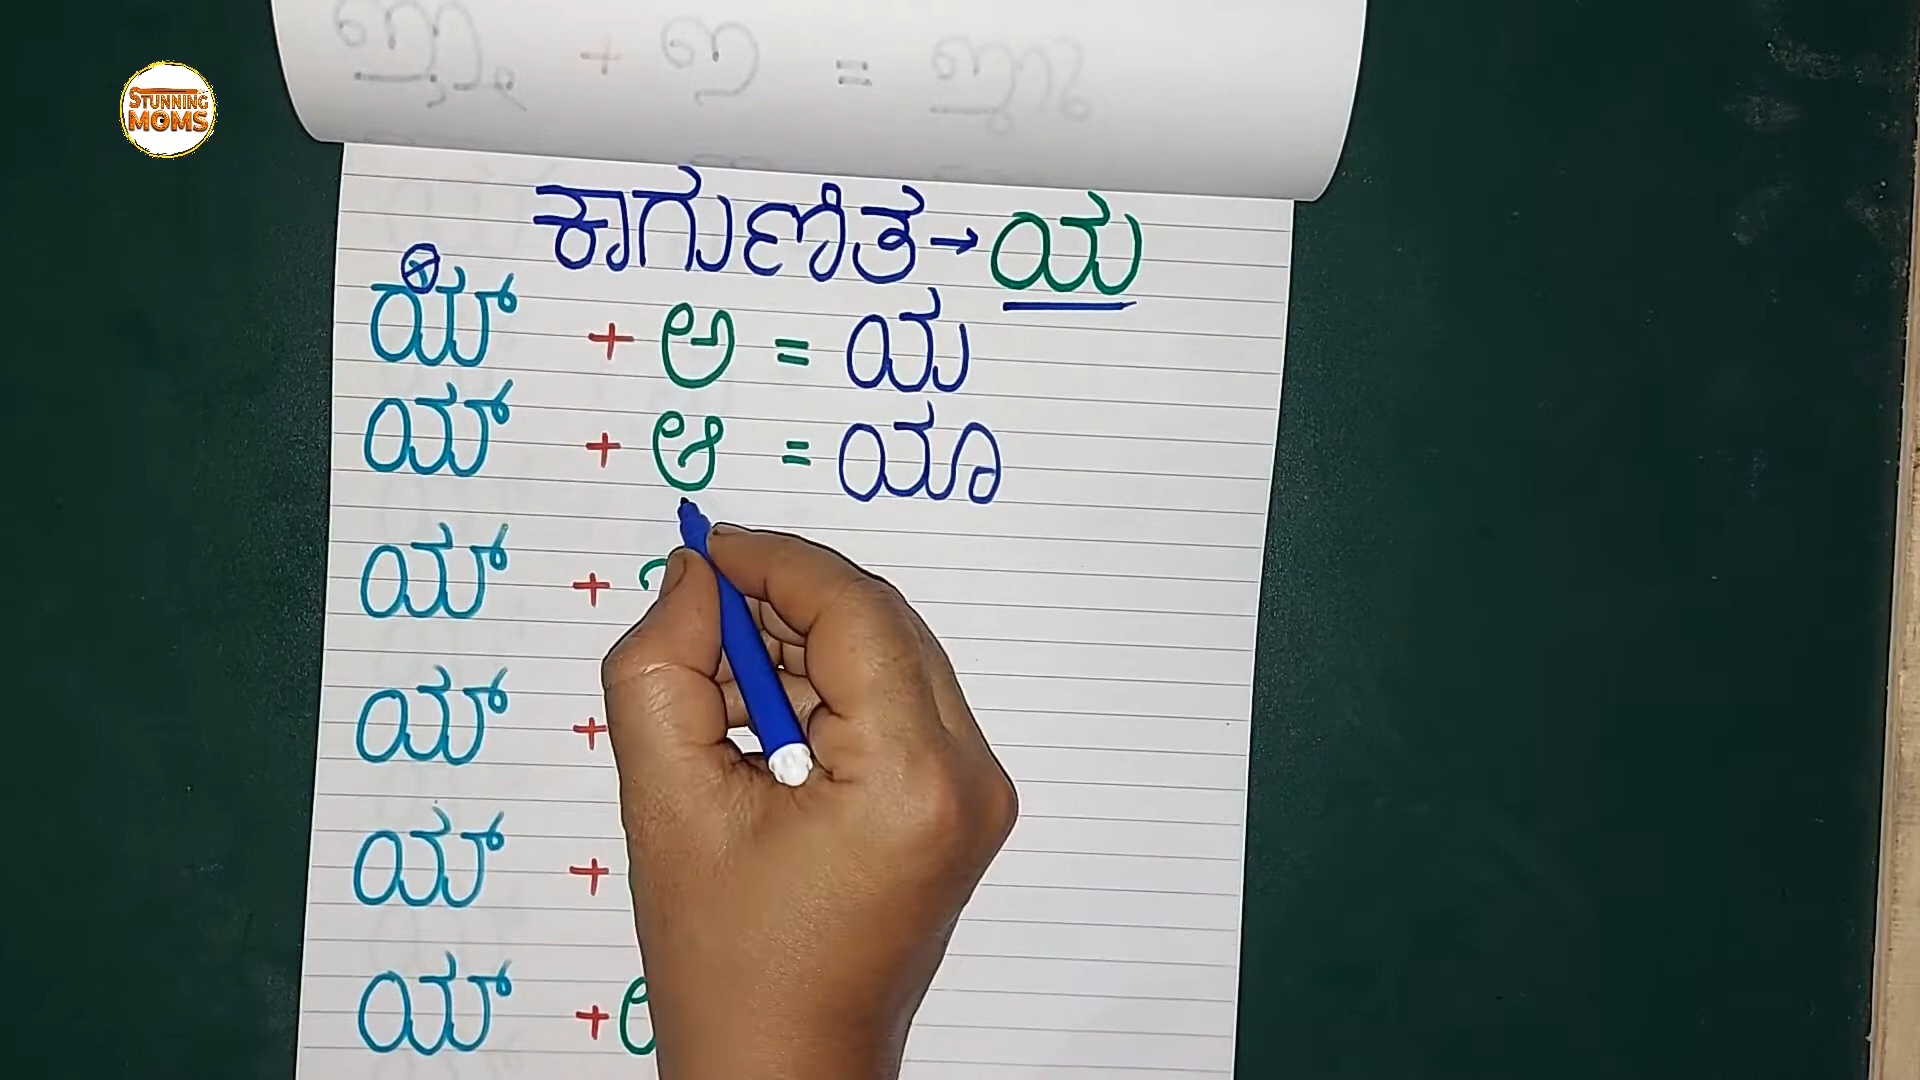 STUNNING
MOMS
ಕಾಗುಣಿತ → ಯ
ಯ್ + ಅ = ಯ
ಯ್ + ಆ = ಯಾ
ಯ್ +
ಯ್ +
ಯ್ +
ಯ್ +